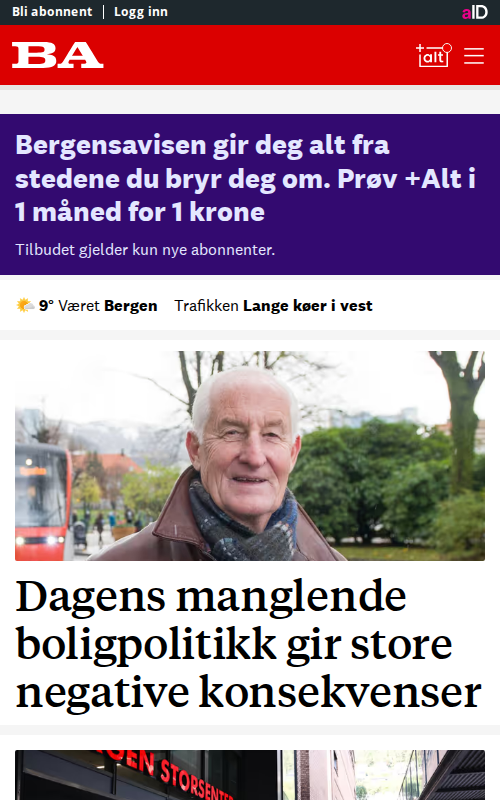 Bli abonnent | Logg inn
aID
BA
+alt
Bergensavisen gir deg alt fra
stedene du bryr deg om. Prøv +Alt i
1 måned for 1 krone
Tilbudet gjelder kun nye abonnenter.
9° Været Bergen Trafikken Lange køer i vest
Dagens manglende
boligpolitikk gir store
negative konsekvenser
STORSENTER